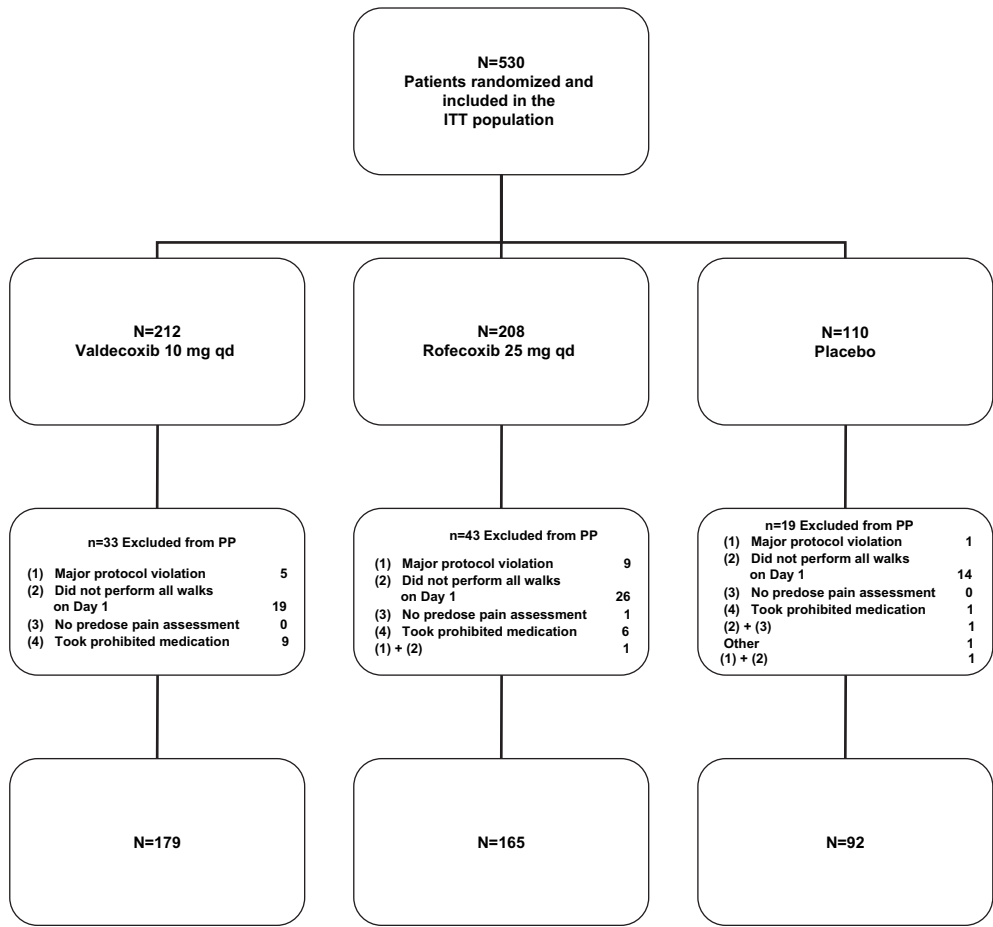 N=530
Patients randomized and
included in the
ITT population
N=212
Valdecoxib 10 mg qd
N=208
Rofecoxib 25 mg qd
N=110
Placebo
n=33 Excluded from PP
(1) Major protocol violation 5
(2) Did not perform all walks
on Day 1 19
(3) No predose pain assessment 0
(4) Took prohibited medication 9
n=43 Excluded from PP
(1) Major protocol violation 9
(2) Did not perform all walks
on Day 1 26
(3) No predose pain assessment 1
(4) Took prohibited medication 6
(1) + (2) 1
n=19 Excluded from PP
(1) Major protocol violation 1
(2) Did not perform all walks
on Day 1 14
(3) No predose pain assessment 0
(4) Took prohibited medication 1
(2) + (3) 1
Other 1
(1) + (2) 1
N=179
N=165
N=92